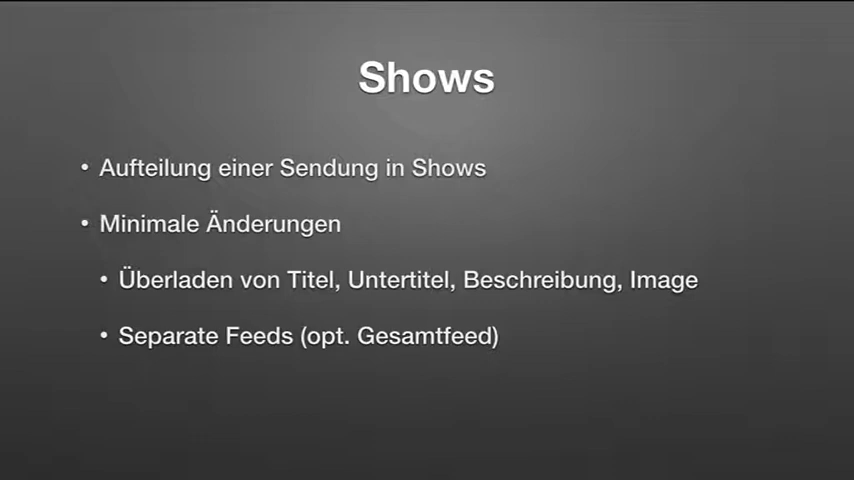 Shows
• Aufteilung einer Sendung in Shows
• Minimale Änderungen
• Überladen von Titel, Untertitel, Beschreibung, Image
• Separate Feeds (opt. Gesamtfeed)